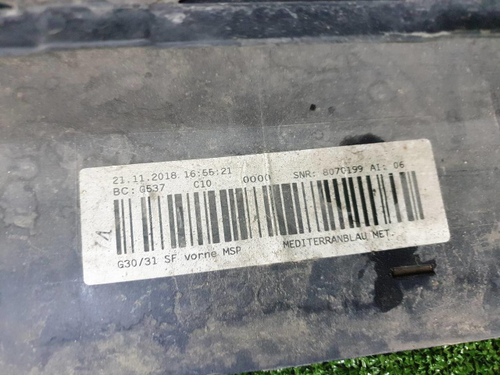 21.11.2018 16:56:21
BC: G537 C10 0000 SNR: 8070199 AI: 06
G30/31 SF vorne MSP MEDITERRANBLAU MET.